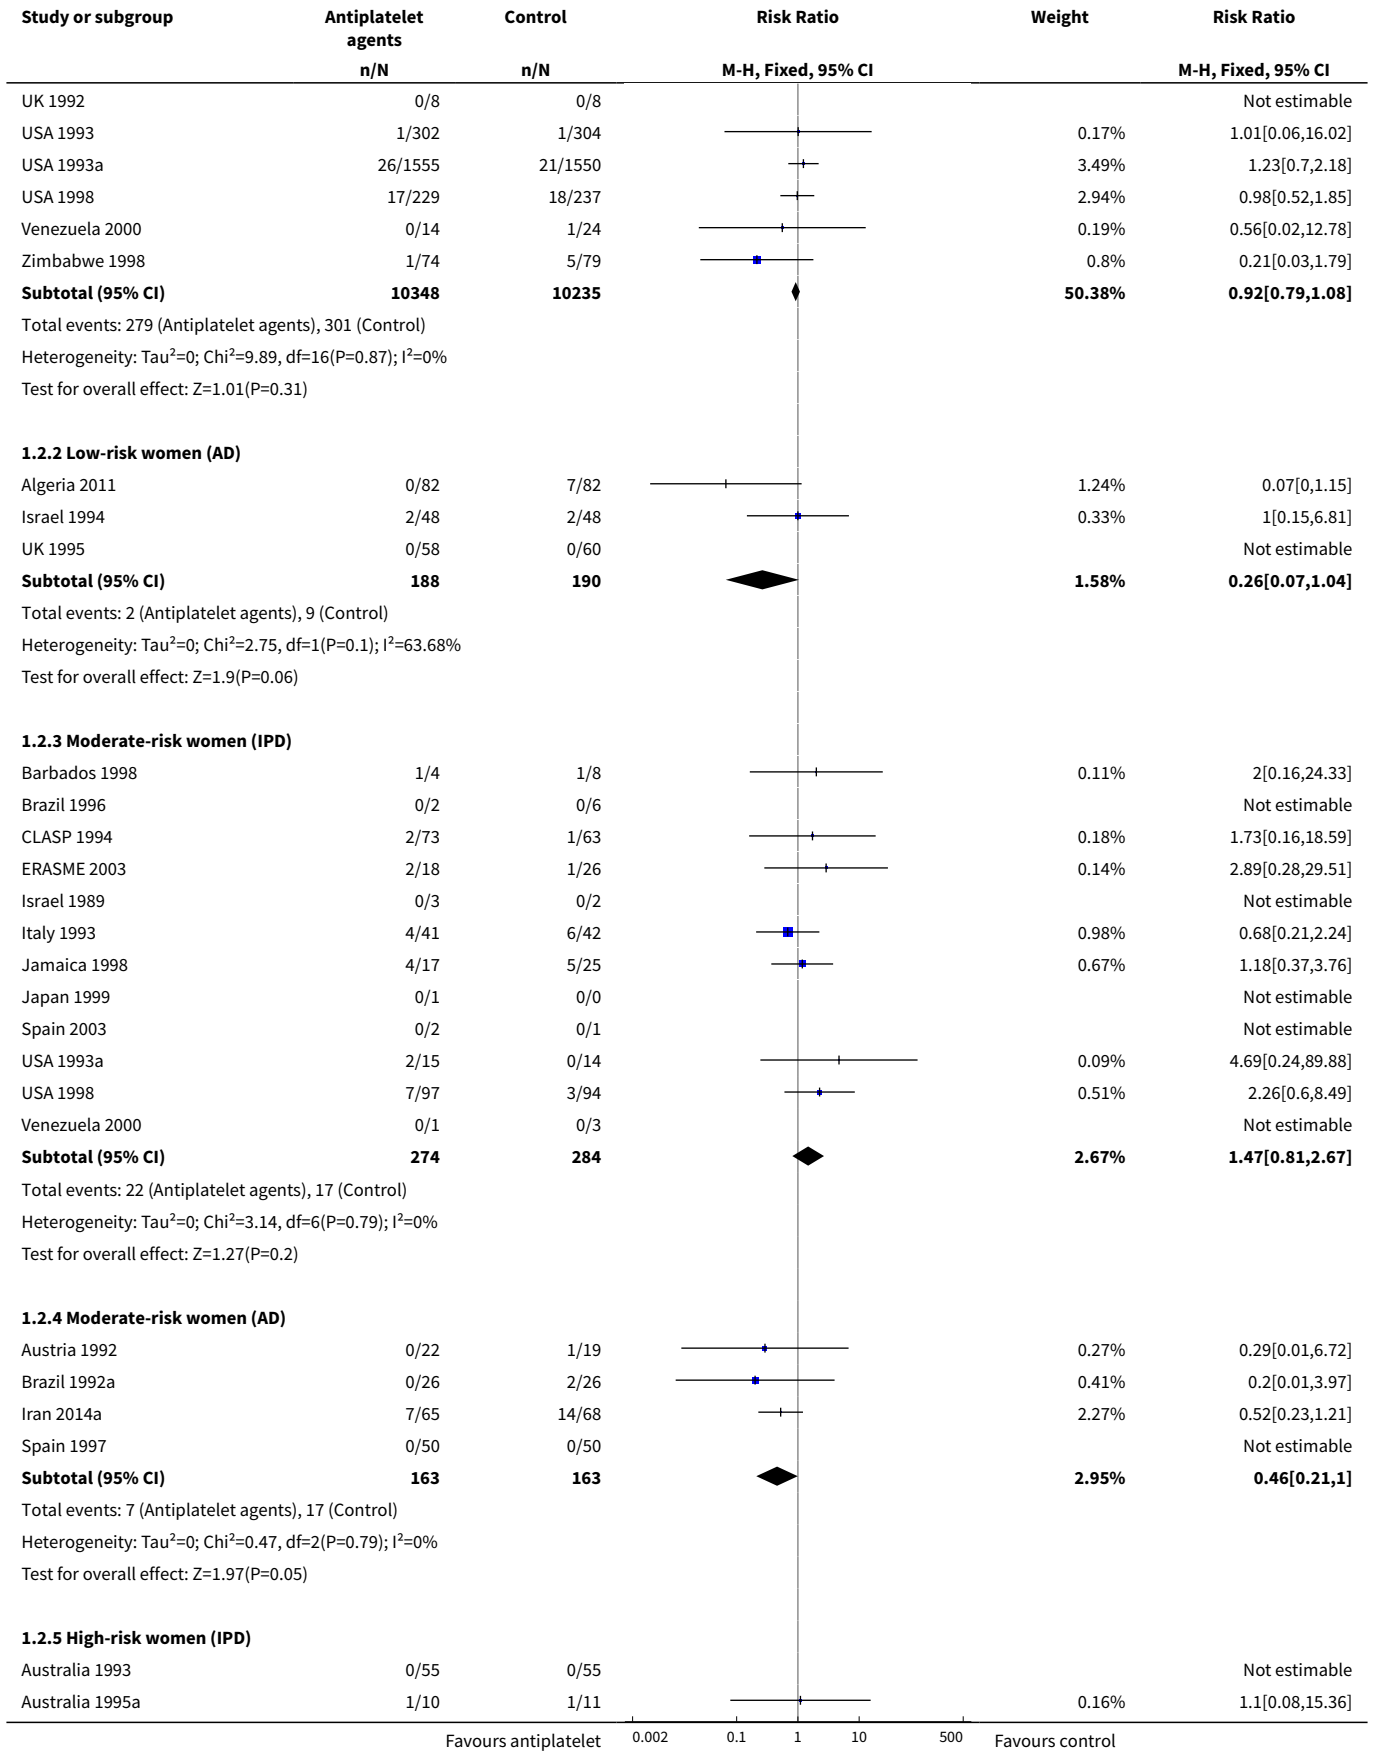 Study or subgroup Antiplatelet agents Control Risk Ratio Weight Risk Ratio
n/N n/N M-H, Fixed, 95% CI M-H, Fixed, 95% CI
UK 1992 0/8 0/8 Not estimable
USA 1993 1/302 1/304 0.17% 1.01[0.06,16.02]
USA 1993a 26/1555 21/1550 3.49% 1.23[0.7,2.18]
USA 1998 17/229 18/237 2.94% 0.98[0.52,1.85]
Venezuela 2000 0/14 1/24 0.19% 0.56[0.02,12.78]
Zimbabwe 1998 1/74 5/79 0.8% 0.21[0.03,1.79]
Subtotal (95% CI) 10348 10235 50.38% 0.92[0.79,1.08]
Total events: 279 (Antiplatelet agents), 301 (Control)
Heterogeneity: Tau²=0; Chi²=9.89, df=16(P=0.87); I²=0%
Test for overall effect: Z=1.01(P=0.31)
1.2.2 Low-risk women (AD)
Algeria 2011 0/82 7/82 1.24% 0.07[0,1.15]
Israel 1994 2/48 2/48 0.33% 1[0.15,6.81]
UK 1995 0/58 0/60 Not estimable
Subtotal (95% CI) 188 190 1.58% 0.26[0.07,1.04]
Total events: 2 (Antiplatelet agents), 9 (Control)
Heterogeneity: Tau²=0; Chi²=2.75, df=1(P=0.1); I²=63.68%
Test for overall effect: Z=1.9(P=0.06)
1.2.3 Moderate-risk women (IPD)
Barbados 1998 1/4 1/8 0.11% 2[0.16,24.33]
Brazil 1996 0/2 0/6 Not estimable
CLASP 1994 2/73 1/63 0.18% 1.73[0.16,18.59]
ERASME 2003 2/18 1/26 0.14% 2.89[0.28,29.51]
Israel 1989 0/3 0/2 Not estimable
Italy 1993 4/41 6/42 0.98% 0.68[0.21,2.24]
Jamaica 1998 4/17 5/25 0.67% 1.18[0.37,3.76]
Japan 1999 0/1 0/0 Not estimable
Spain 2003 0/2 0/1 Not estimable
USA 1993a 2/15 0/14 0.09% 4.69[0.24,89.88]
USA 1998 7/97 3/94 0.51% 2.26[0.6,8.49]
Venezuela 2000 0/1 0/3 Not estimable
Subtotal (95% CI) 274 284 2.67% 1.47[0.81,2.67]
Total events: 22 (Antiplatelet agents), 17 (Control)
Heterogeneity: Tau²=0; Chi²=3.14, df=6(P=0.79); I²=0%
Test for overall effect: Z=1.27(P=0.2)
1.2.4 Moderate-risk women (AD)
Austria 1992 0/22 1/19 0.27% 0.29[0.01,6.72]
Brazil 1992a 0/26 2/26 0.41% 0.2[0.01,3.97]
Iran 2014a 7/65 14/68 2.27% 0.52[0.23,1.21]
Spain 1997 0/50 0/50 Not estimable
Subtotal (95% CI) 163 163 2.95% 0.46[0.21,1]
Total events: 7 (Antiplatelet agents), 17 (Control)
Heterogeneity: Tau²=0; Chi²=0.47, df=2(P=0.79); I²=0%
Test for overall effect: Z=1.97(P=0.05)
1.2.5 High-risk women (IPD)
Australia 1993 0/55 0/55 Not estimable
Australia 1995a 1/10 1/11 0.16% 1.1[0.08,15.36]
Favours antiplatelet 0.002 0.1 1 10 500 Favours control